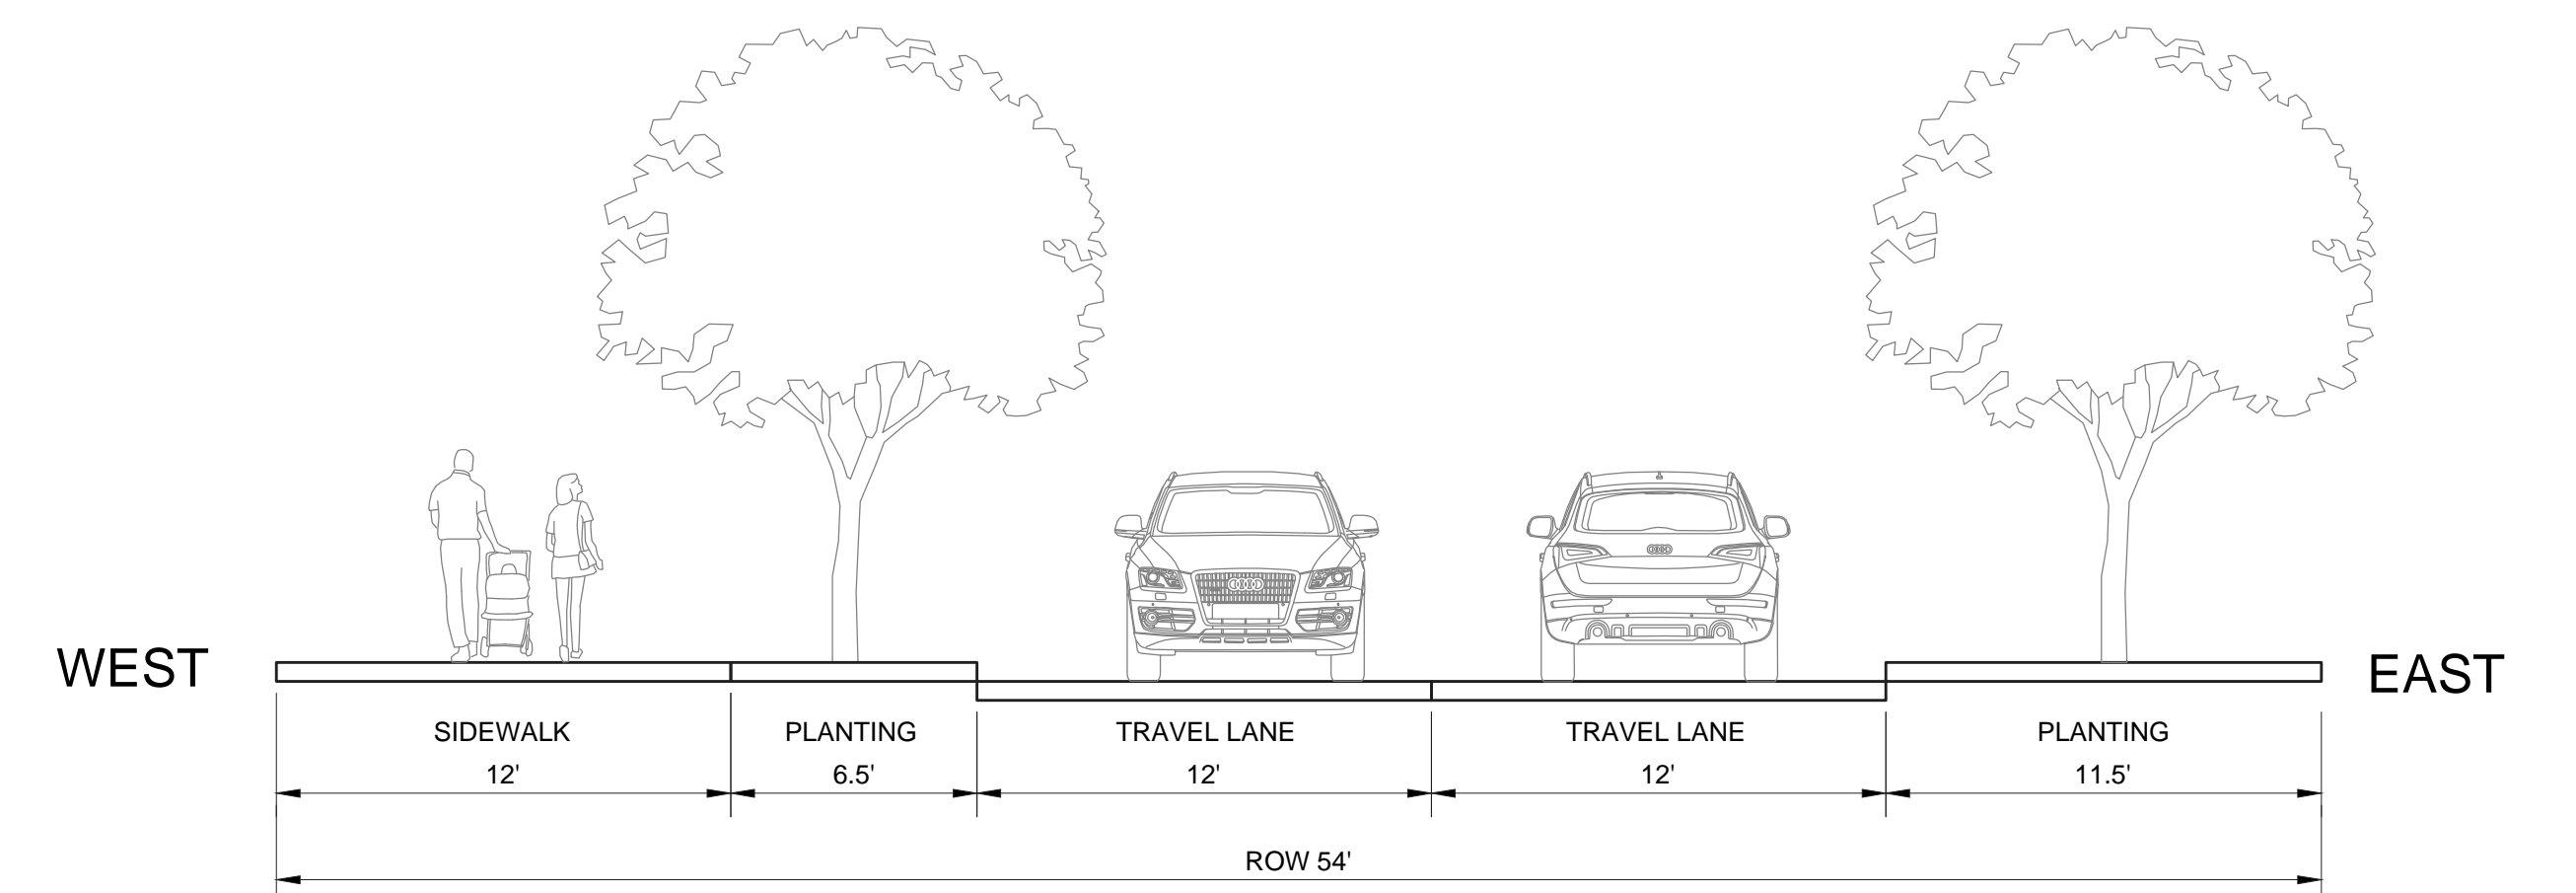 WEST
EAST
SIDEWALK
12'
PLANTING
6.5'
TRAVEL LANE
12'
TRAVEL LANE
12'
PLANTING
11.5'
ROW 54'